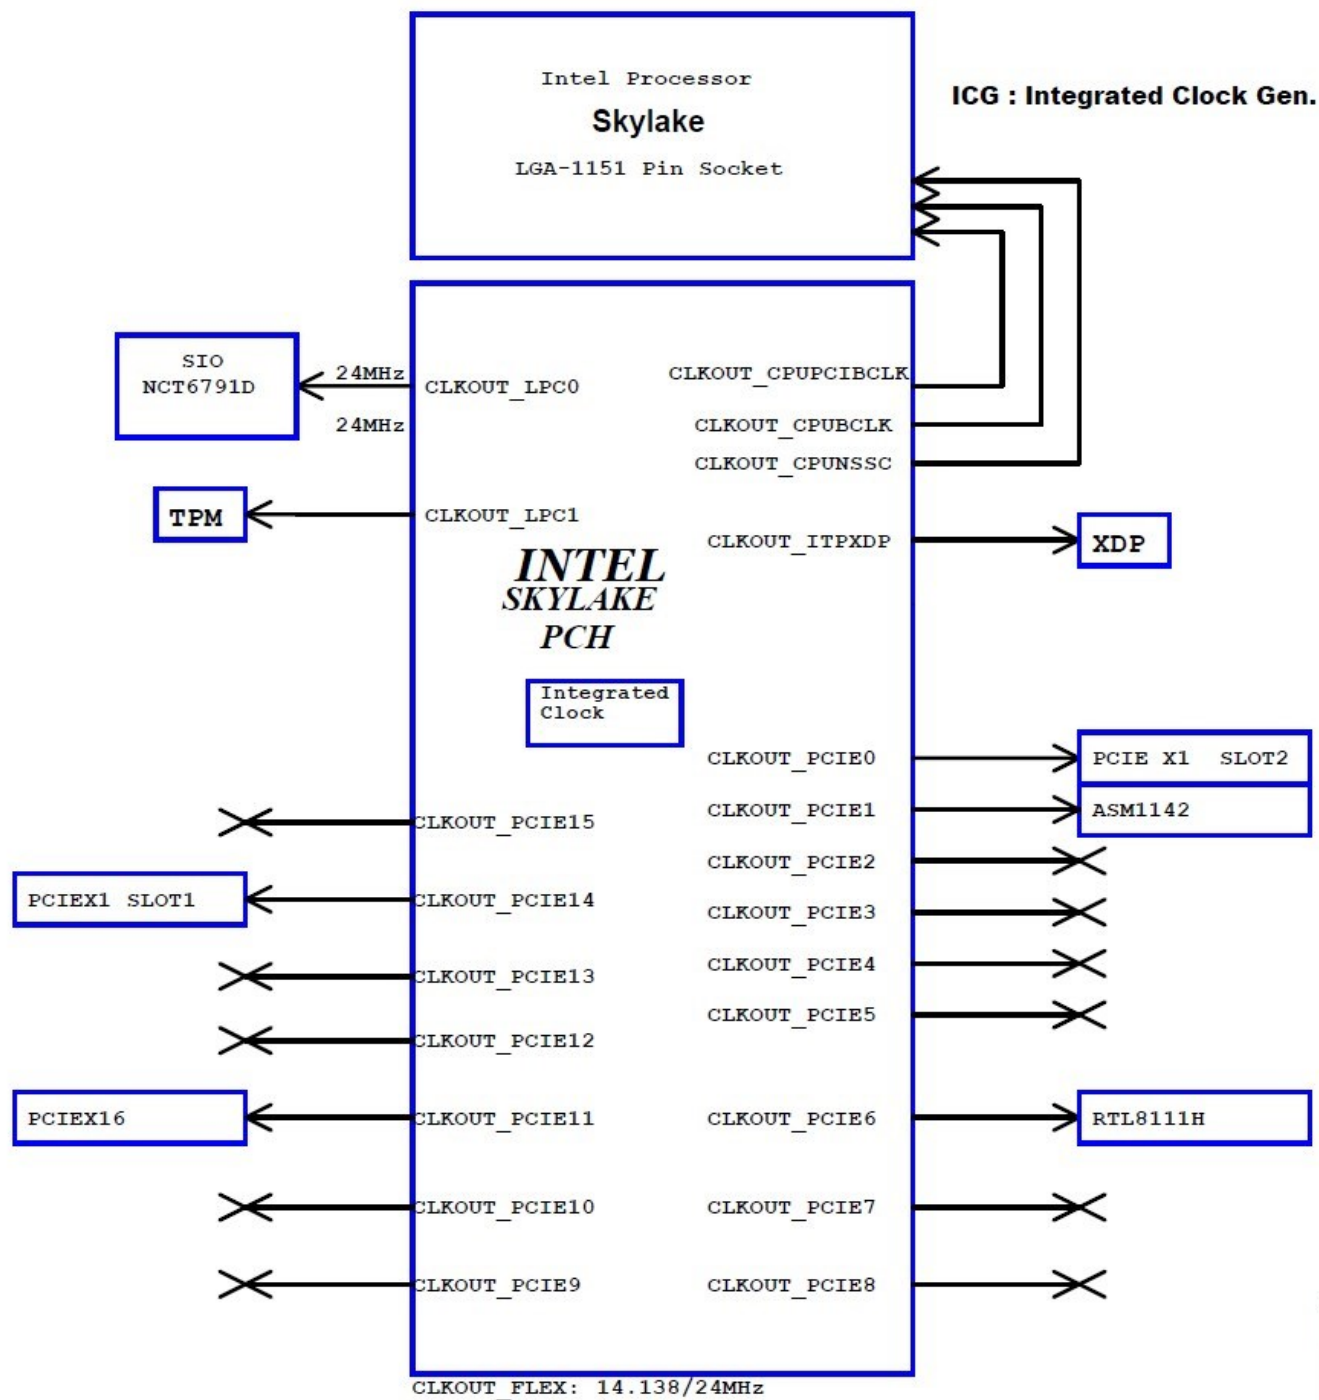 Intel Processor
Skylake
LGA-1151 Pin Socket
ICG : Integrated Clock Gen.
SIO
NCT6791D
24MHz
CLKOUT_LPC0
24MHz
TPM
CLKOUT_LPC1
CLKOUT_CPUPCIBCLK
CLKOUT_CPUBCLK
CLKOUT_CPUNSSC
CLKOUT_ITPXDP
XDP
INTEL
SKYLAKE
PCH
Integrated
Clock
CLKOUT_PCIE0
PCIE X1 SLOT2
CLKOUT_PCIE1
ASM1142
CLKOUT_PCIE2
CLKOUT_PCIE3
CLKOUT_PCIE4
CLKOUT_PCIE5
CLKOUT_PCIE6
RTL8111H
CLKOUT_PCIE7
CLKOUT_PCIE8
CLKOUT_PCIE15
PCIEX1 SLOT1
CLKOUT_PCIE14
CLKOUT_PCIE13
CLKOUT_PCIE12
PCIEX16
CLKOUT_PCIE11
CLKOUT_PCIE10
CLKOUT_PCIE9
CLKOUT_FLEX: 14.138/24MHz